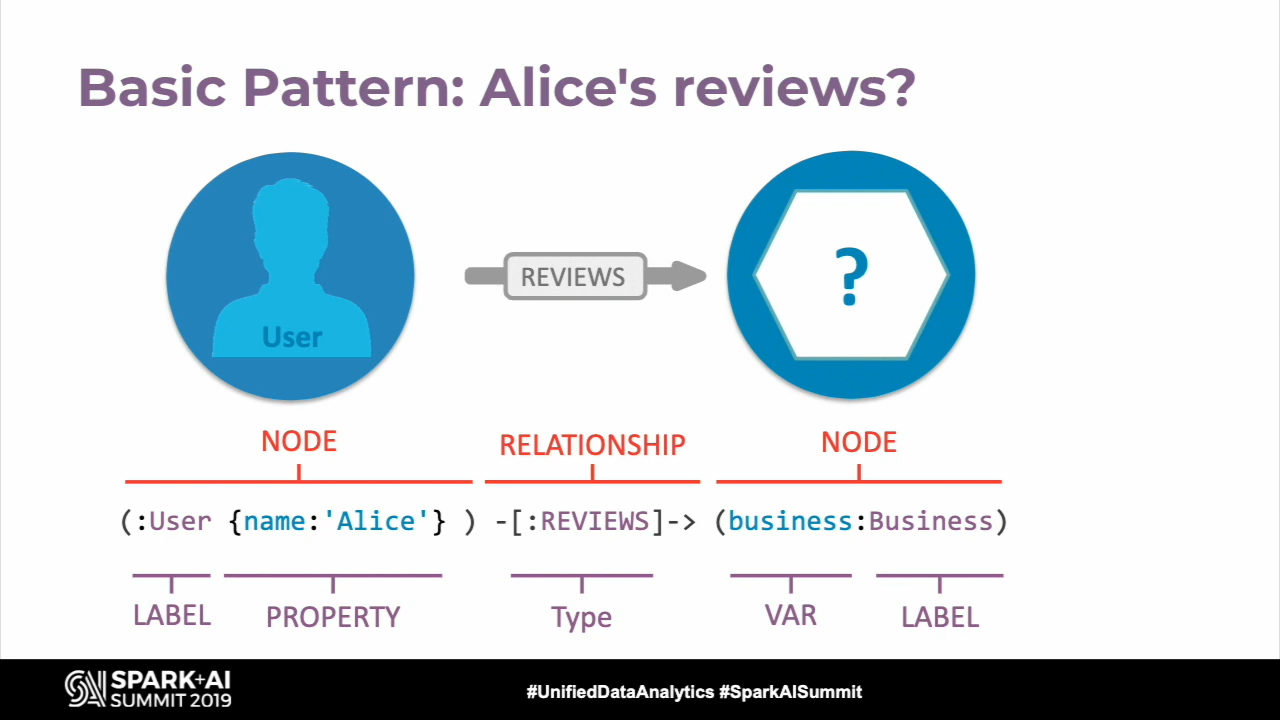 Basic Pattern: Alice's reviews?
User
REVIEWS
?
NODE
RELATIONSHIP
NODE
(:User {name:'Alice'} ) -[:REVIEWS]-> (business:Business)
LABEL
PROPERTY
Type
VAR
LABEL
SPARK+AI
SUMMIT 2019
#UnifiedDataAnalytics #SparkAISummit